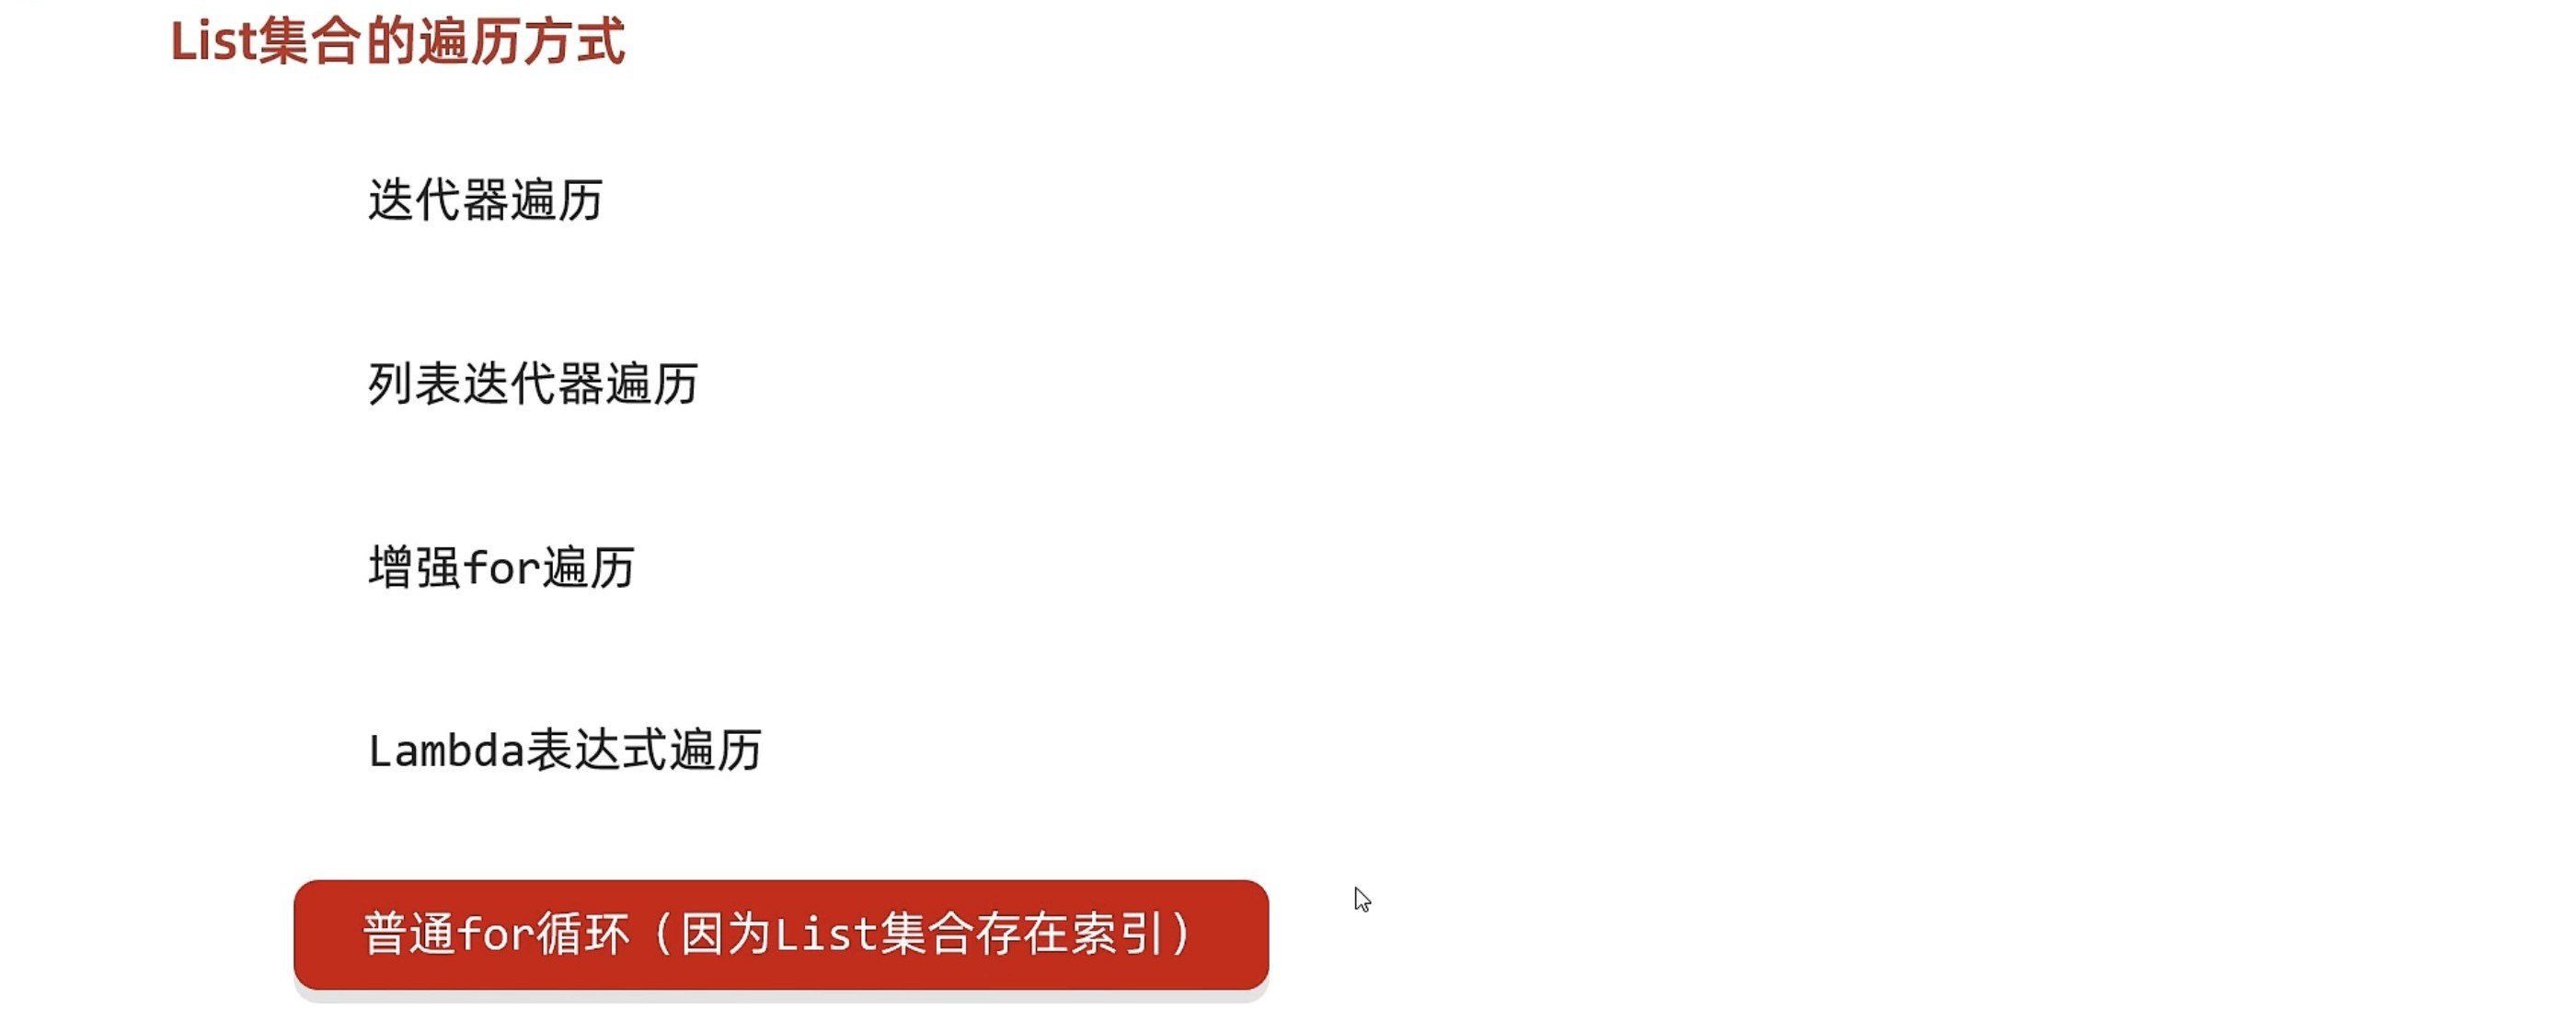 List集合的遍历方式
迭代器遍历
列表迭代器遍历
增强for遍历
Lambda表达式遍历
普通for循环（因为List集合存在索引）